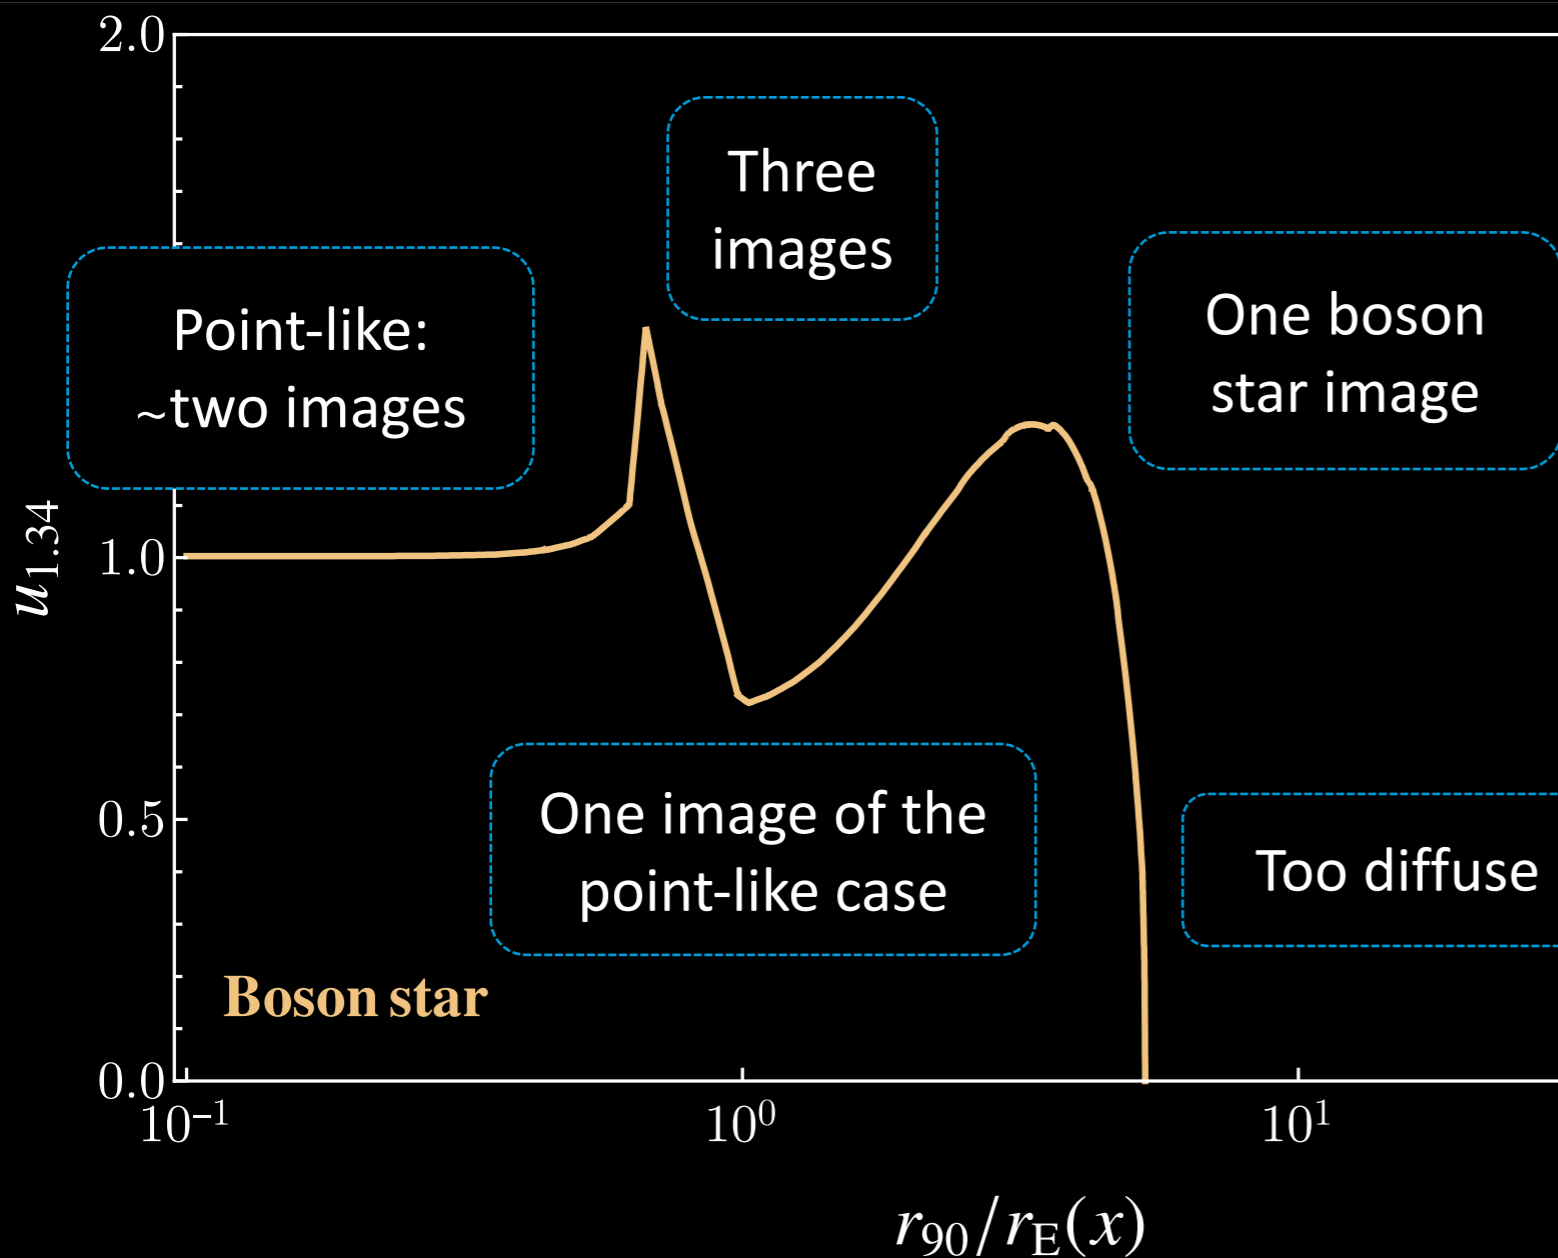 2.0
Three
images
Point-like:
~two images
One boson
star image
1.0
u₁.₃₄
One image of the
point-like case
0.5
Too diffuse
Boson star
0.0
10⁻¹
10⁰
10¹
r₉₀/r_E(x)